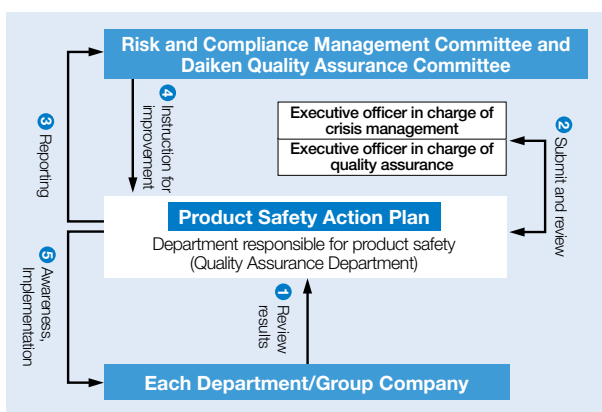 Risk and Compliance Management Committee and
Daiken Quality Assurance Committee
3 Reporting
4 Instruction for
improvement
Executive officer in charge of
crisis management
Executive officer in charge of
quality assurance
2 Submit and review
Product Safety Action Plan
Department responsible for product safety
(Quality Assurance Department)
5 Awareness,
Implementation
1 Review
results
Each Department/Group Company